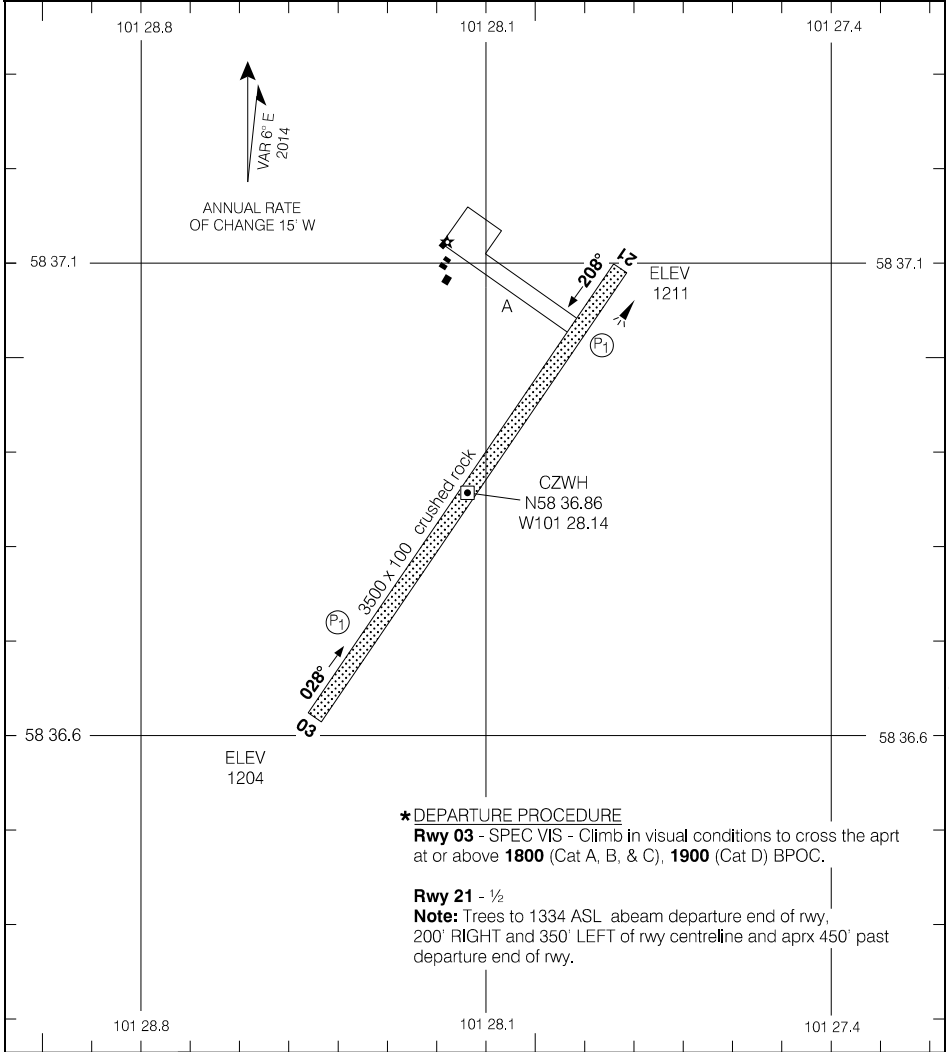 101 28.8
101 28.1
101 27.4
VAR 6° E
2014
ANNUAL RATE
OF CHANGE 15' W
58 37.1
58 37.1
208°
21
ELEV
1211
A
P1
CZWH
N58 36.86
W101 28.14
3500 x 100 crushed rock
P1
028°
03
58 36.6
58 36.6
ELEV
1204
*DEPARTURE PROCEDURE
Rwy 03 - SPEC VIS - Climb in visual conditions to cross the aprt
at or above 1800 (Cat A, B, & C), 1900 (Cat D) BPOC.
Rwy 21 - ½
Note: Trees to 1334 ASL abeam departure end of rwy,
200' RIGHT and 350' LEFT of rwy centreline and aprx 450' past
departure end of rwy.
101 28.8
101 28.1
101 27.4